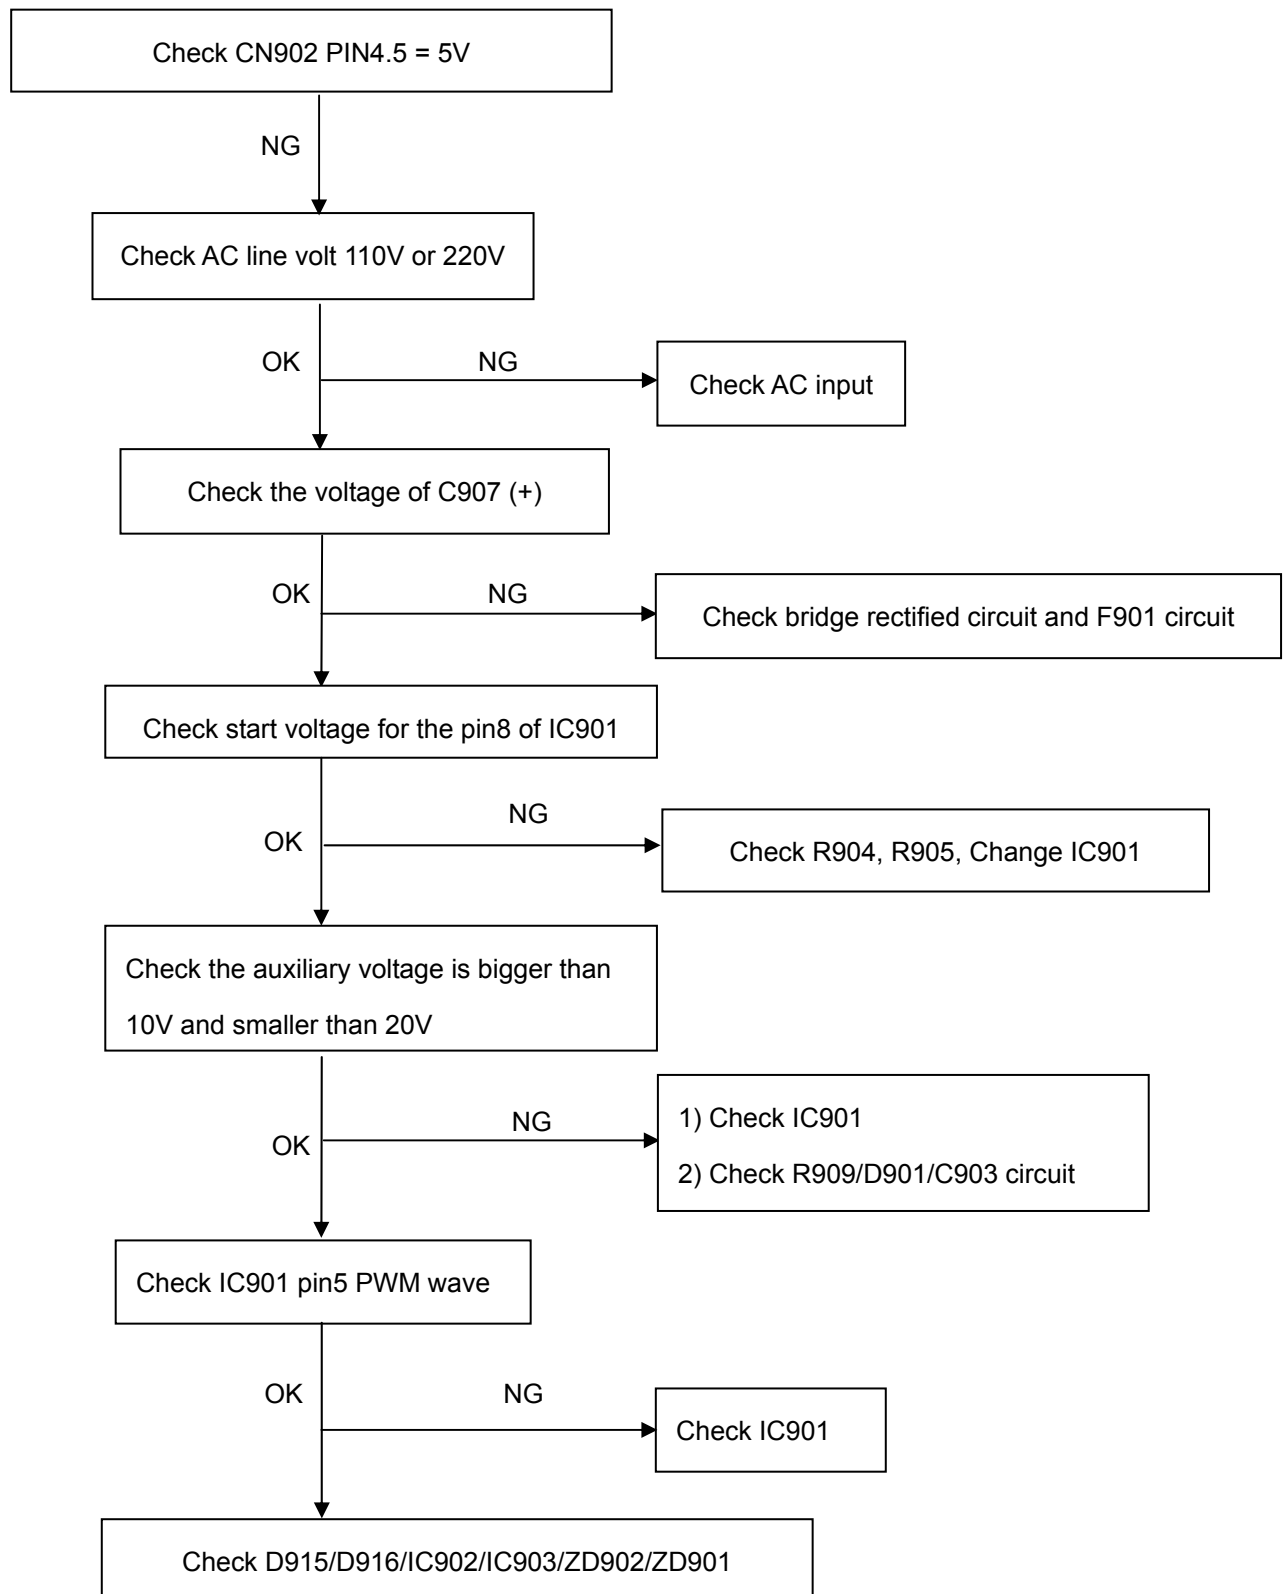 Check CN902 PIN4.5 = 5V
NG
Check AC line volt 110V or 220V
OK
NG
Check AC input
Check the voltage of C907 (+)
OK
NG
Check bridge rectified circuit and F901 circuit
Check start voltage for the pin8 of IC901
OK
NG
Check R904, R905, Change IC901
Check the auxiliary voltage is bigger than
10V and smaller than 20V
OK
NG
1) Check IC901
2) Check R909/D901/C903 circuit
Check IC901 pin5 PWM wave
OK
NG
Check IC901
Check D915/D916/IC902/IC903/ZD902/ZD901